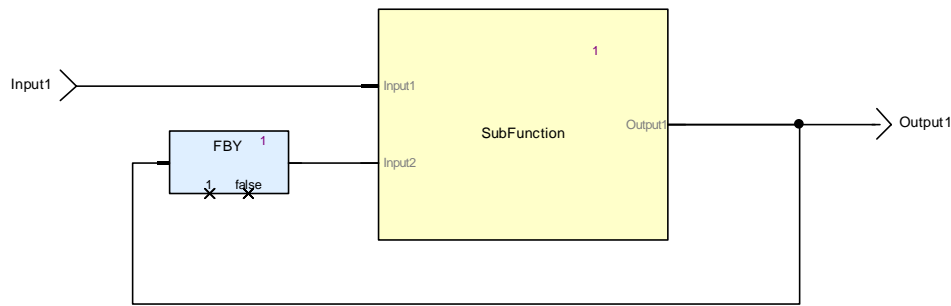 1
Input1
Input1
SubFunction
Output1
Output1
FBY 1
Input2
1 false